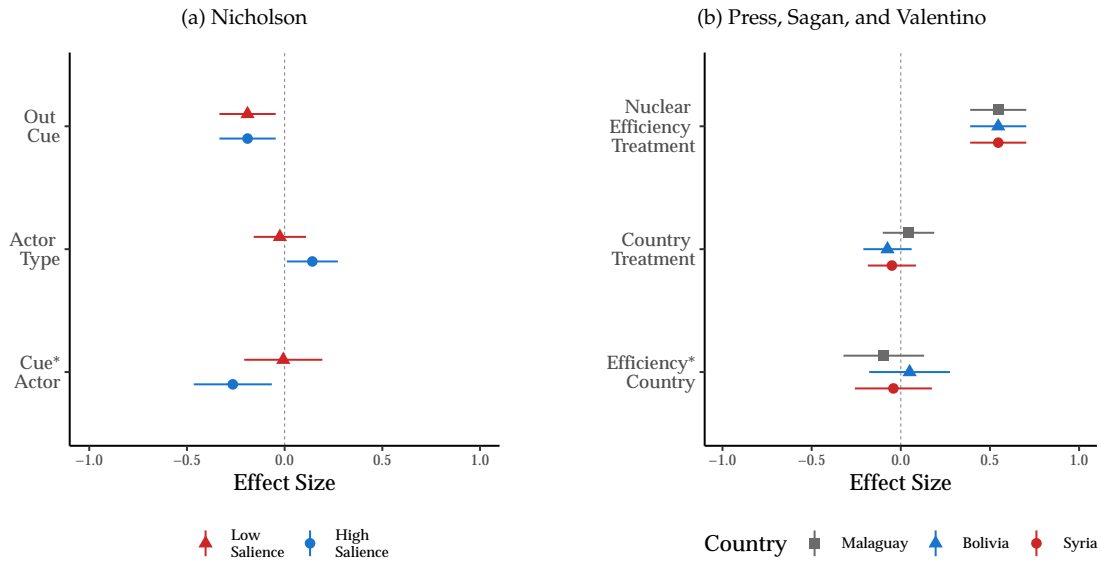 (a) Nicholson
Out
Cue
Actor
Type
Cue*
Actor
−1.0 −0.5 0.0 0.5 1.0
Effect Size
Low
Salience
High
Salience
(b) Press, Sagan, and Valentino
Nuclear
Efficiency
Treatment
Country
Treatment
Efficiency*
Country
−1.0 −0.5 0.0 0.5 1.0
Effect Size
Country Malaguay Bolivia Syria